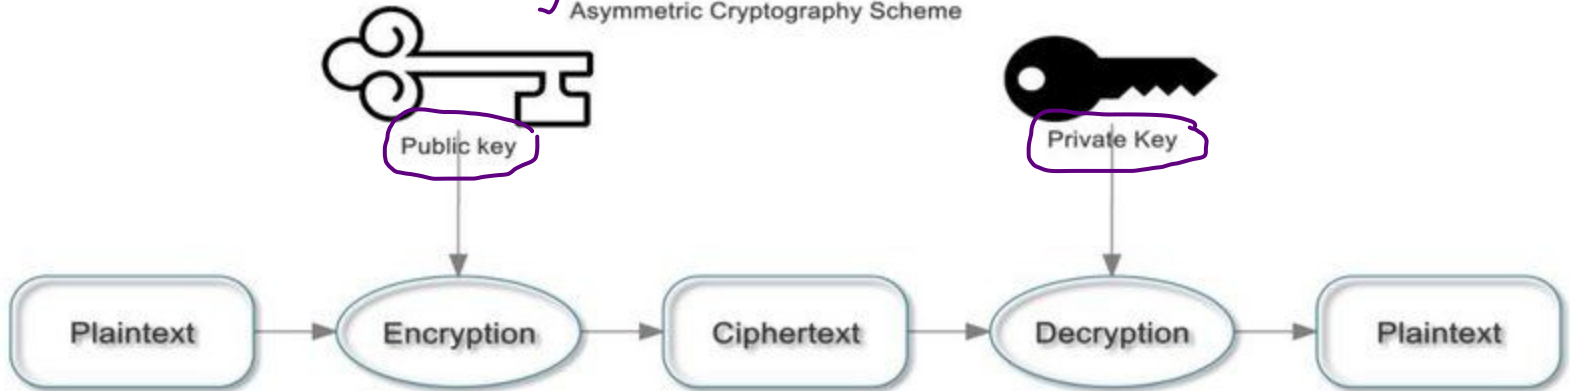 Asymmetric Cryptography Scheme
Public key
Private Key
Plaintext
Encryption
Ciphertext
Decryption
Plaintext